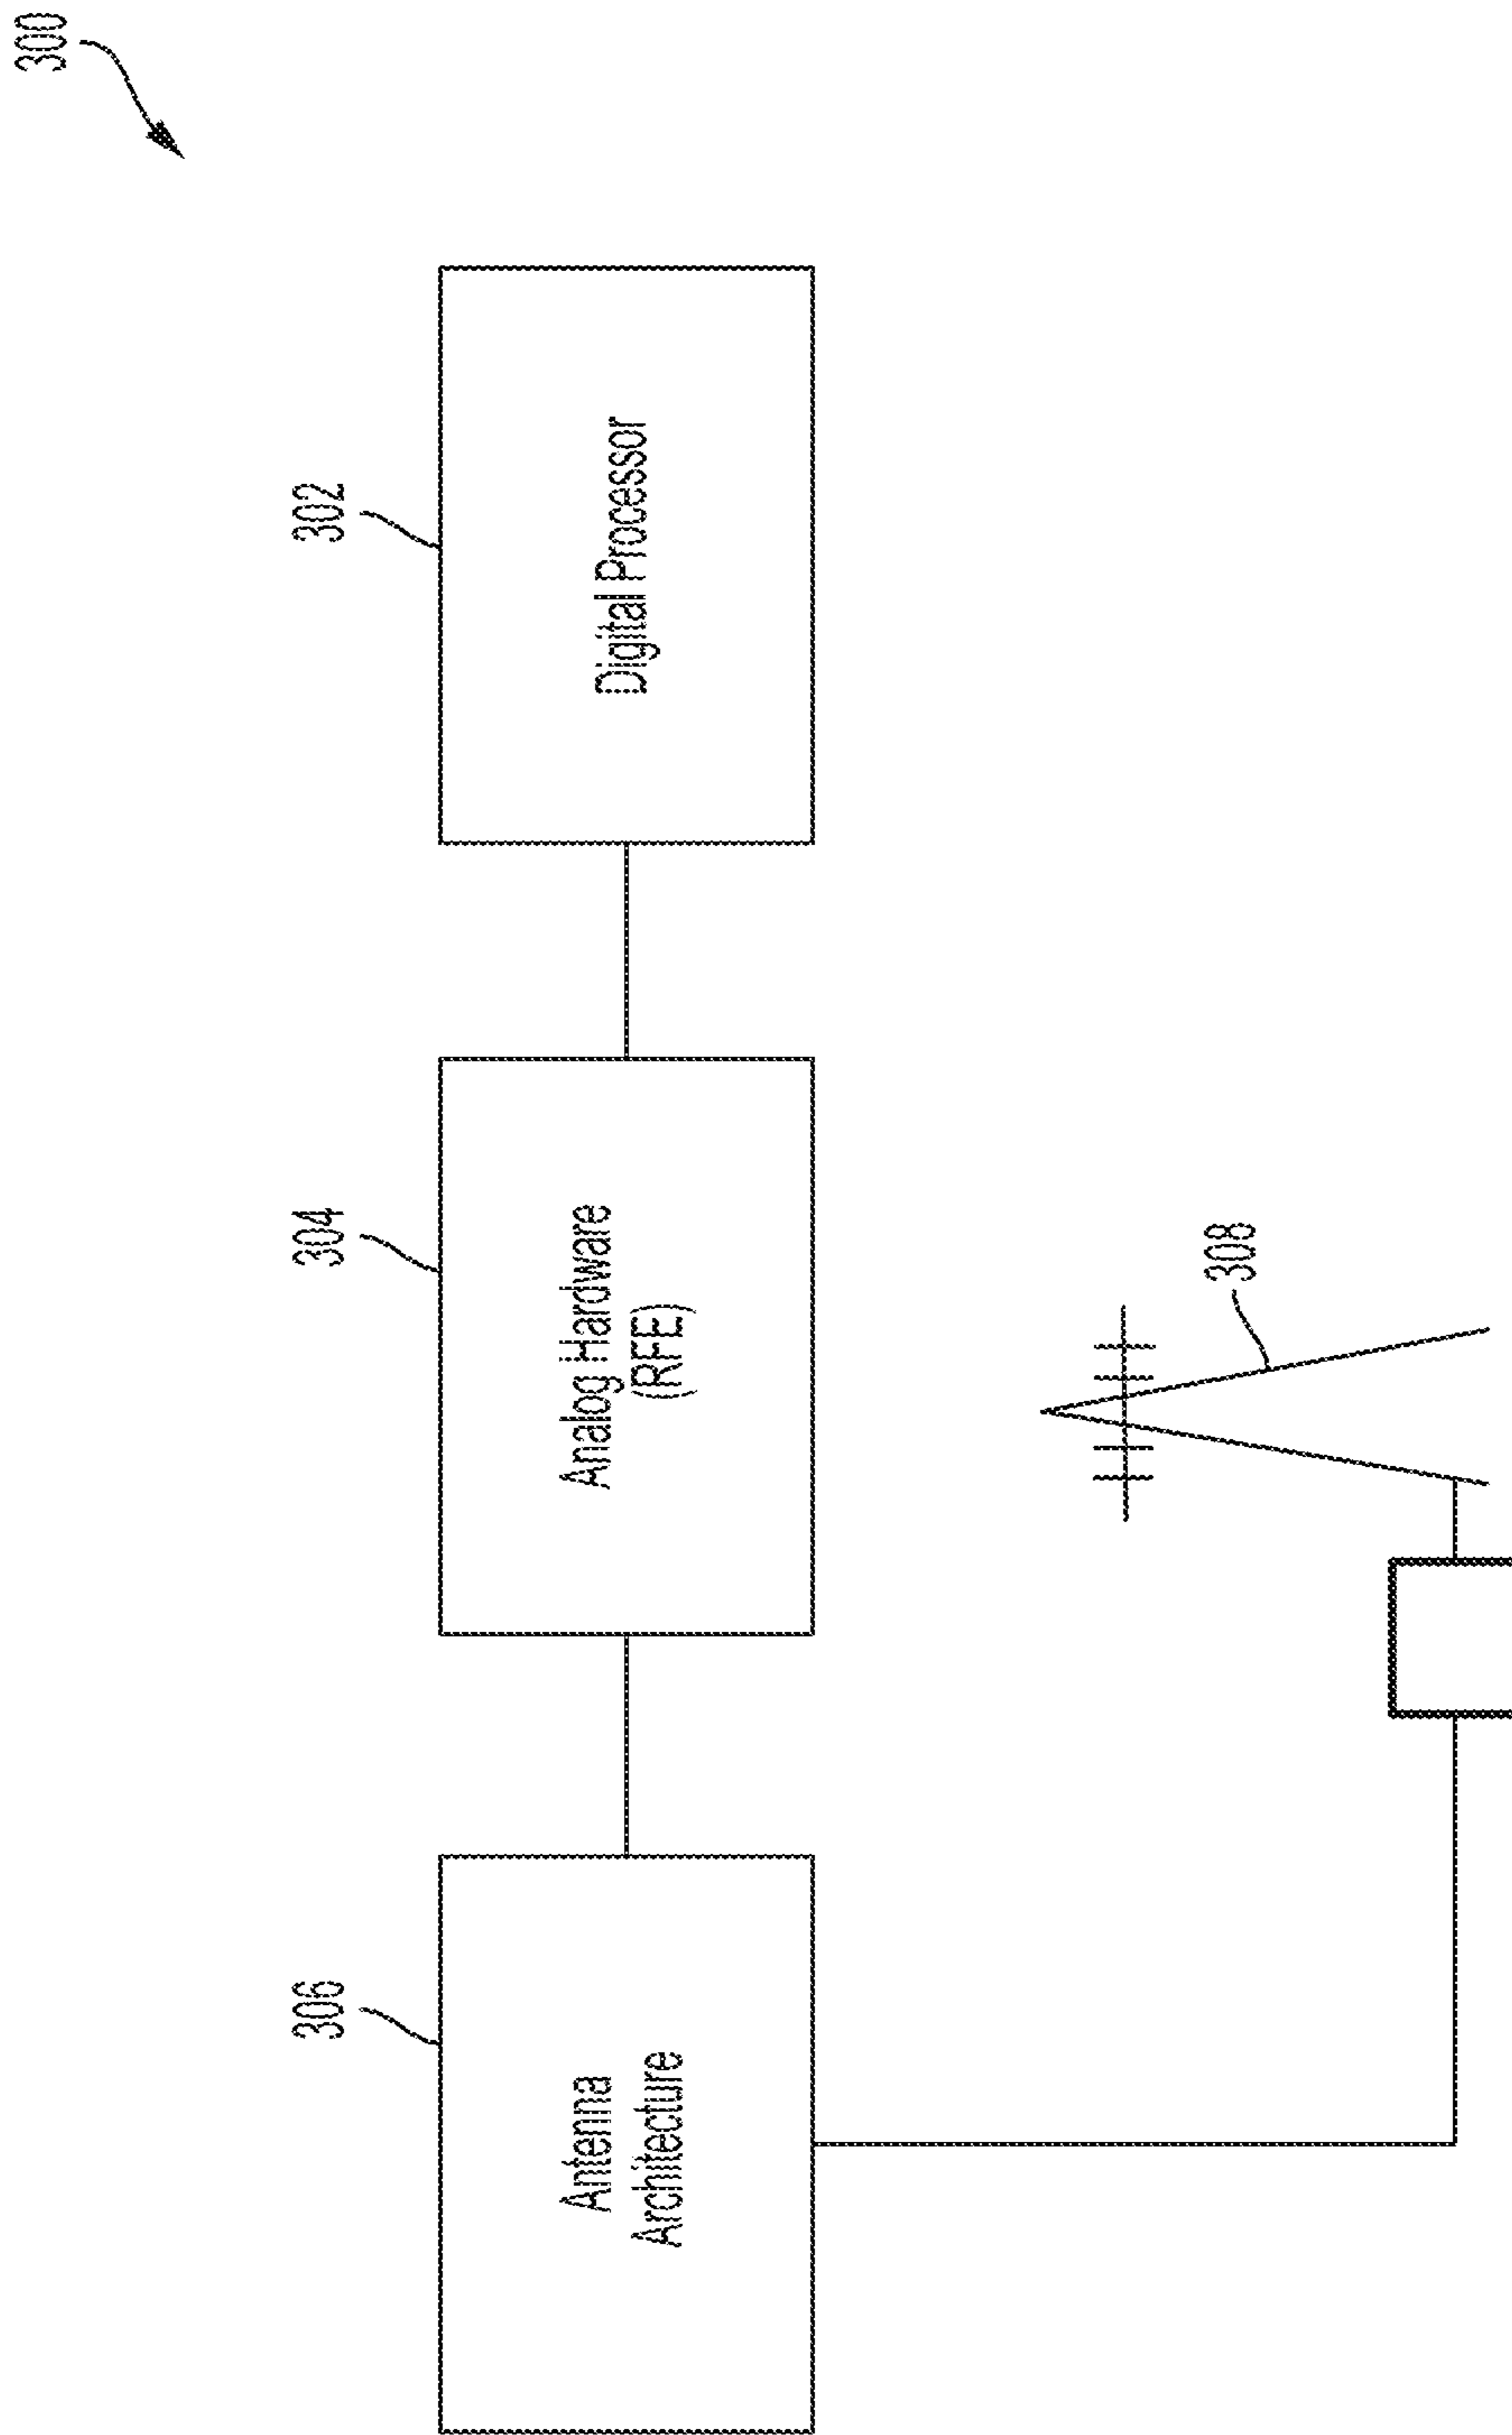 300
306
304
302
Antenna
Architecture
Analog Hardware
(RFE)
Digital Processor
308